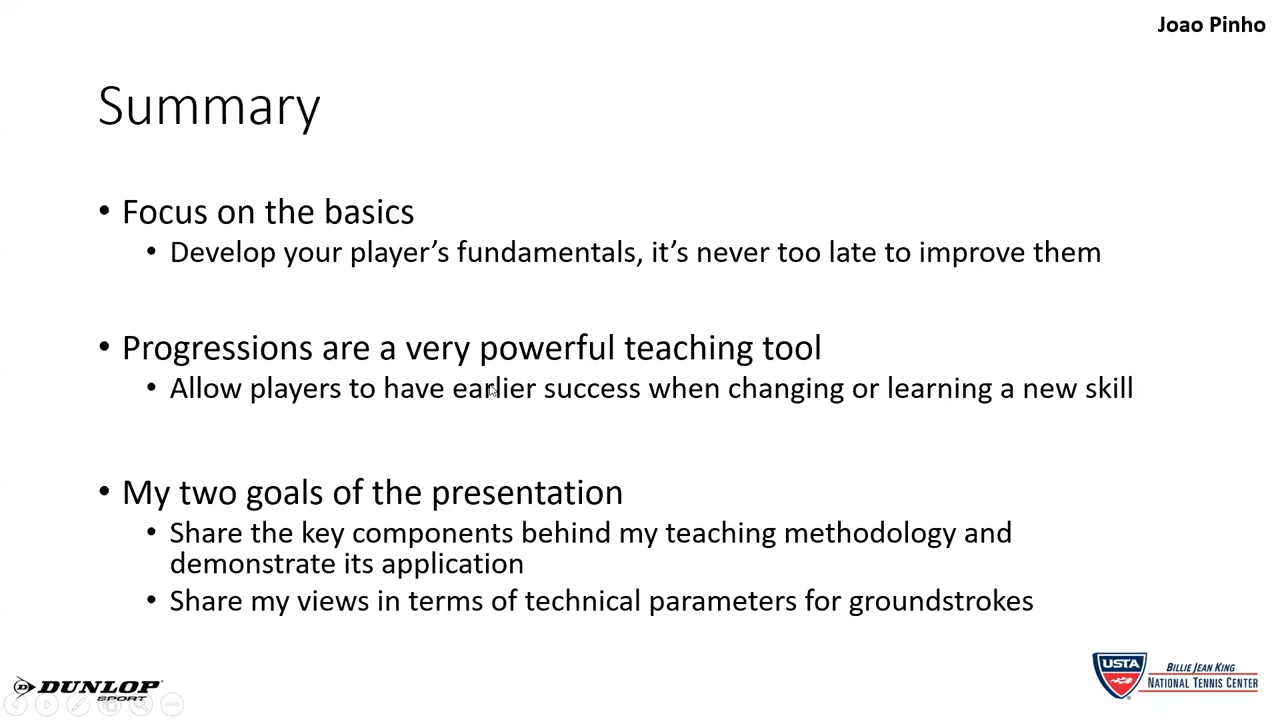 Joao Pinho
Summary
• Focus on the basics
• Develop your player's fundamentals, it's never too late to improve them
• Progressions are a very powerful teaching tool
• Allow players to have earlier success when changing or learning a new skill
• My two goals of the presentation
• Share the key components behind my teaching methodology and
demonstrate its application
• Share my views in terms of technical parameters for groundstrokes
DUNLOP
SPORT
USTA
BILLIE JEAN KING
NATIONAL TENNIS CENTER